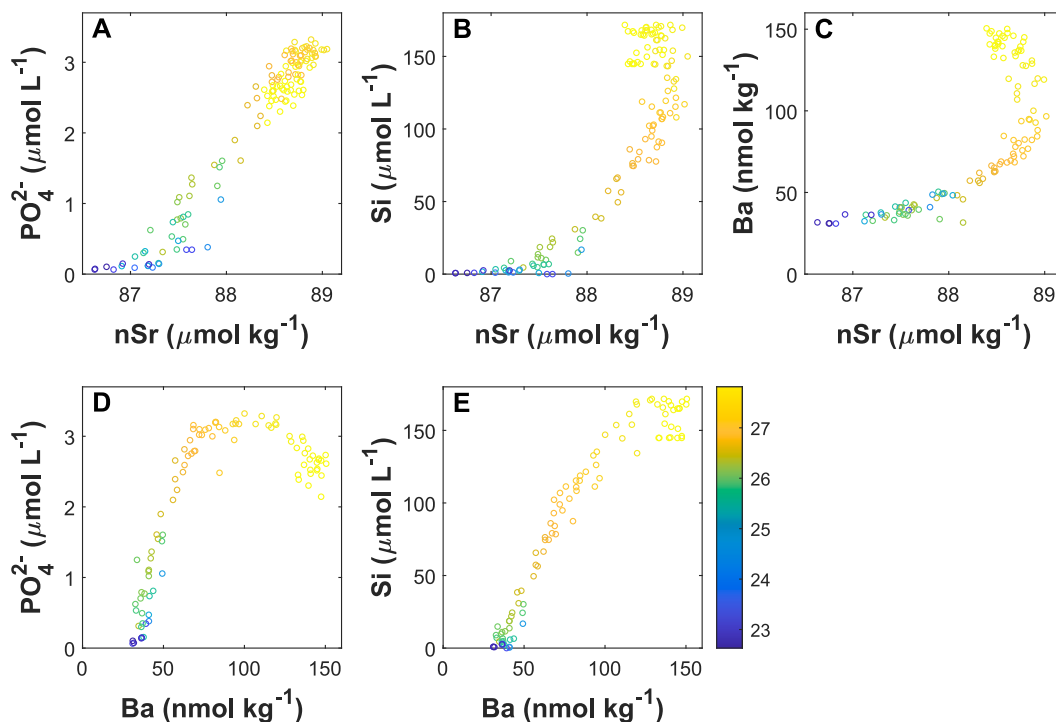 A
B
C
PO₄²⁻ (μmol L⁻¹)
3
2
1
0
87
88
89
nSr (μmol kg⁻¹)
Si (μmol L⁻¹)
150
100
50
0
87
88
89
nSr (μmol kg⁻¹)
Ba (nmol kg⁻¹)
150
100
50
0
87
88
89
nSr (μmol kg⁻¹)
D
E
PO₄²⁻ (μmol L⁻¹)
3
2
1
0
0
50
100
150
Ba (nmol kg⁻¹)
Si (μmol L⁻¹)
150
100
50
0
0
50
100
150
Ba (nmol kg⁻¹)
27
26
25
24
23